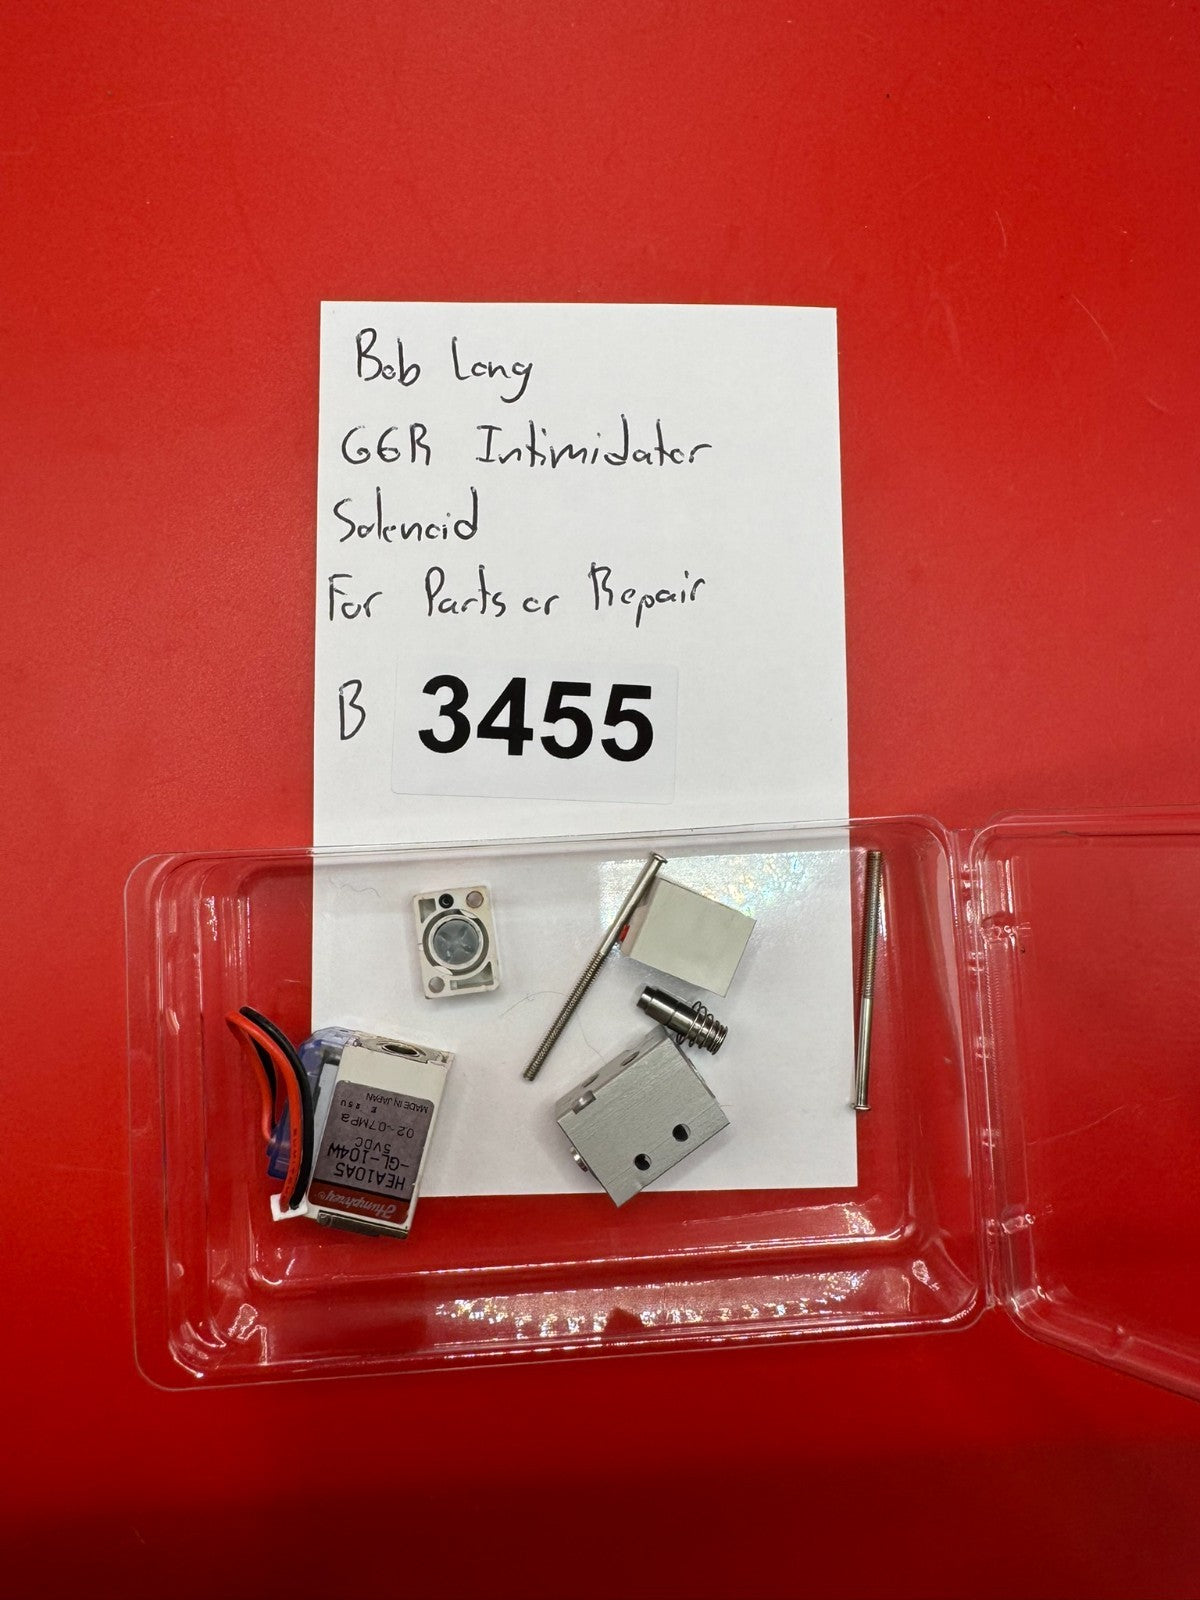 Bob Long
G6R Intimidator
Solenoid
For Parts or Repair
B 3455
Humphrey®
HEA10A5
-GL-104W
5VDC
02~07MPa
MADE IN JAPAN